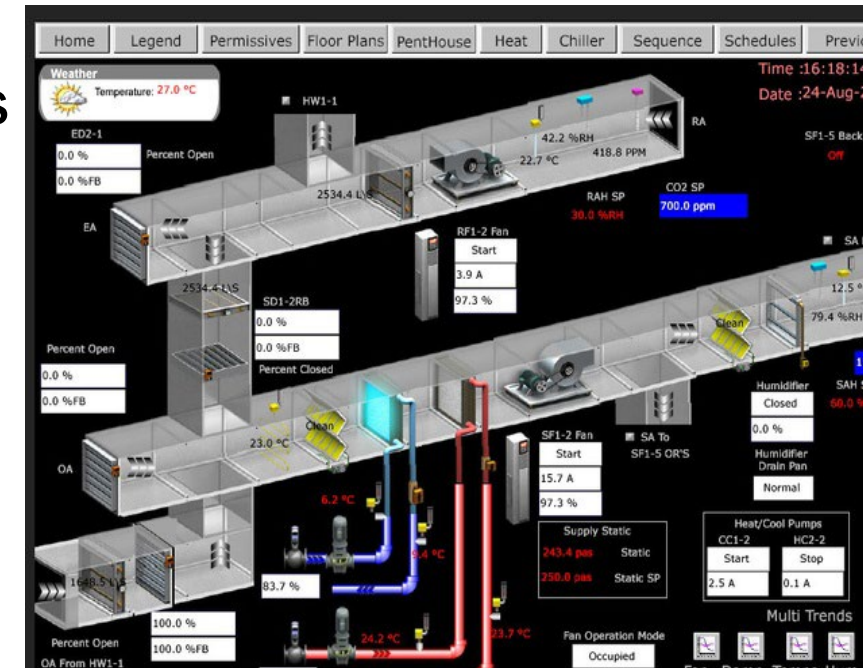 s
Home Legend Permissives Floor Plans PentHouse Heat Chiller Sequence Schedules Previ
Weather
Temperature: 27.0 °C
Time :16:18:14
Date :24-Aug-2
HW1-1
RA
ED2-1
0.0 %
Percent Open
0.0 %FB
42.2 %RH
22.7 °C
418.8 PPM
SF1-5 Back
Off
2534.4 L\S
RAH SP
30.0 %RH
CO2 SP
700.0 ppm
EA
RF1-2 Fan
Start
3.9 A
97.3 %
SA
2534.4 L\S
SD1-2RB
0.0 %
0.0 %FB
Percent Closed
12.5 °
79.4 %RH
Clean
Percent Open
0.0 %
0.0 %FB
1
Humidifier
Closed
0.0 %
Humidifier
Drain Pan
Normal
SAH S
60.0 %
Clean
23.0 °C
OA
SF1-2 Fan
Start
15.7 A
97.3 %
SA To
SF1-5 OR'S
6.2 °C
9.4 °C
Supply Static
243.4 pas Static
250.0 pas Static SP
Heat/Cool Pumps
CC1-2 HC2-2
Start Stop
2.5 A 0.1 A
1648.5 L\S
83.7 %
100.0 %
100.0 %FB
Percent Open
OA From HW1-1
24.2 °C
23.7 °C
Fan Operation Mode
Occupied
Multi Trends